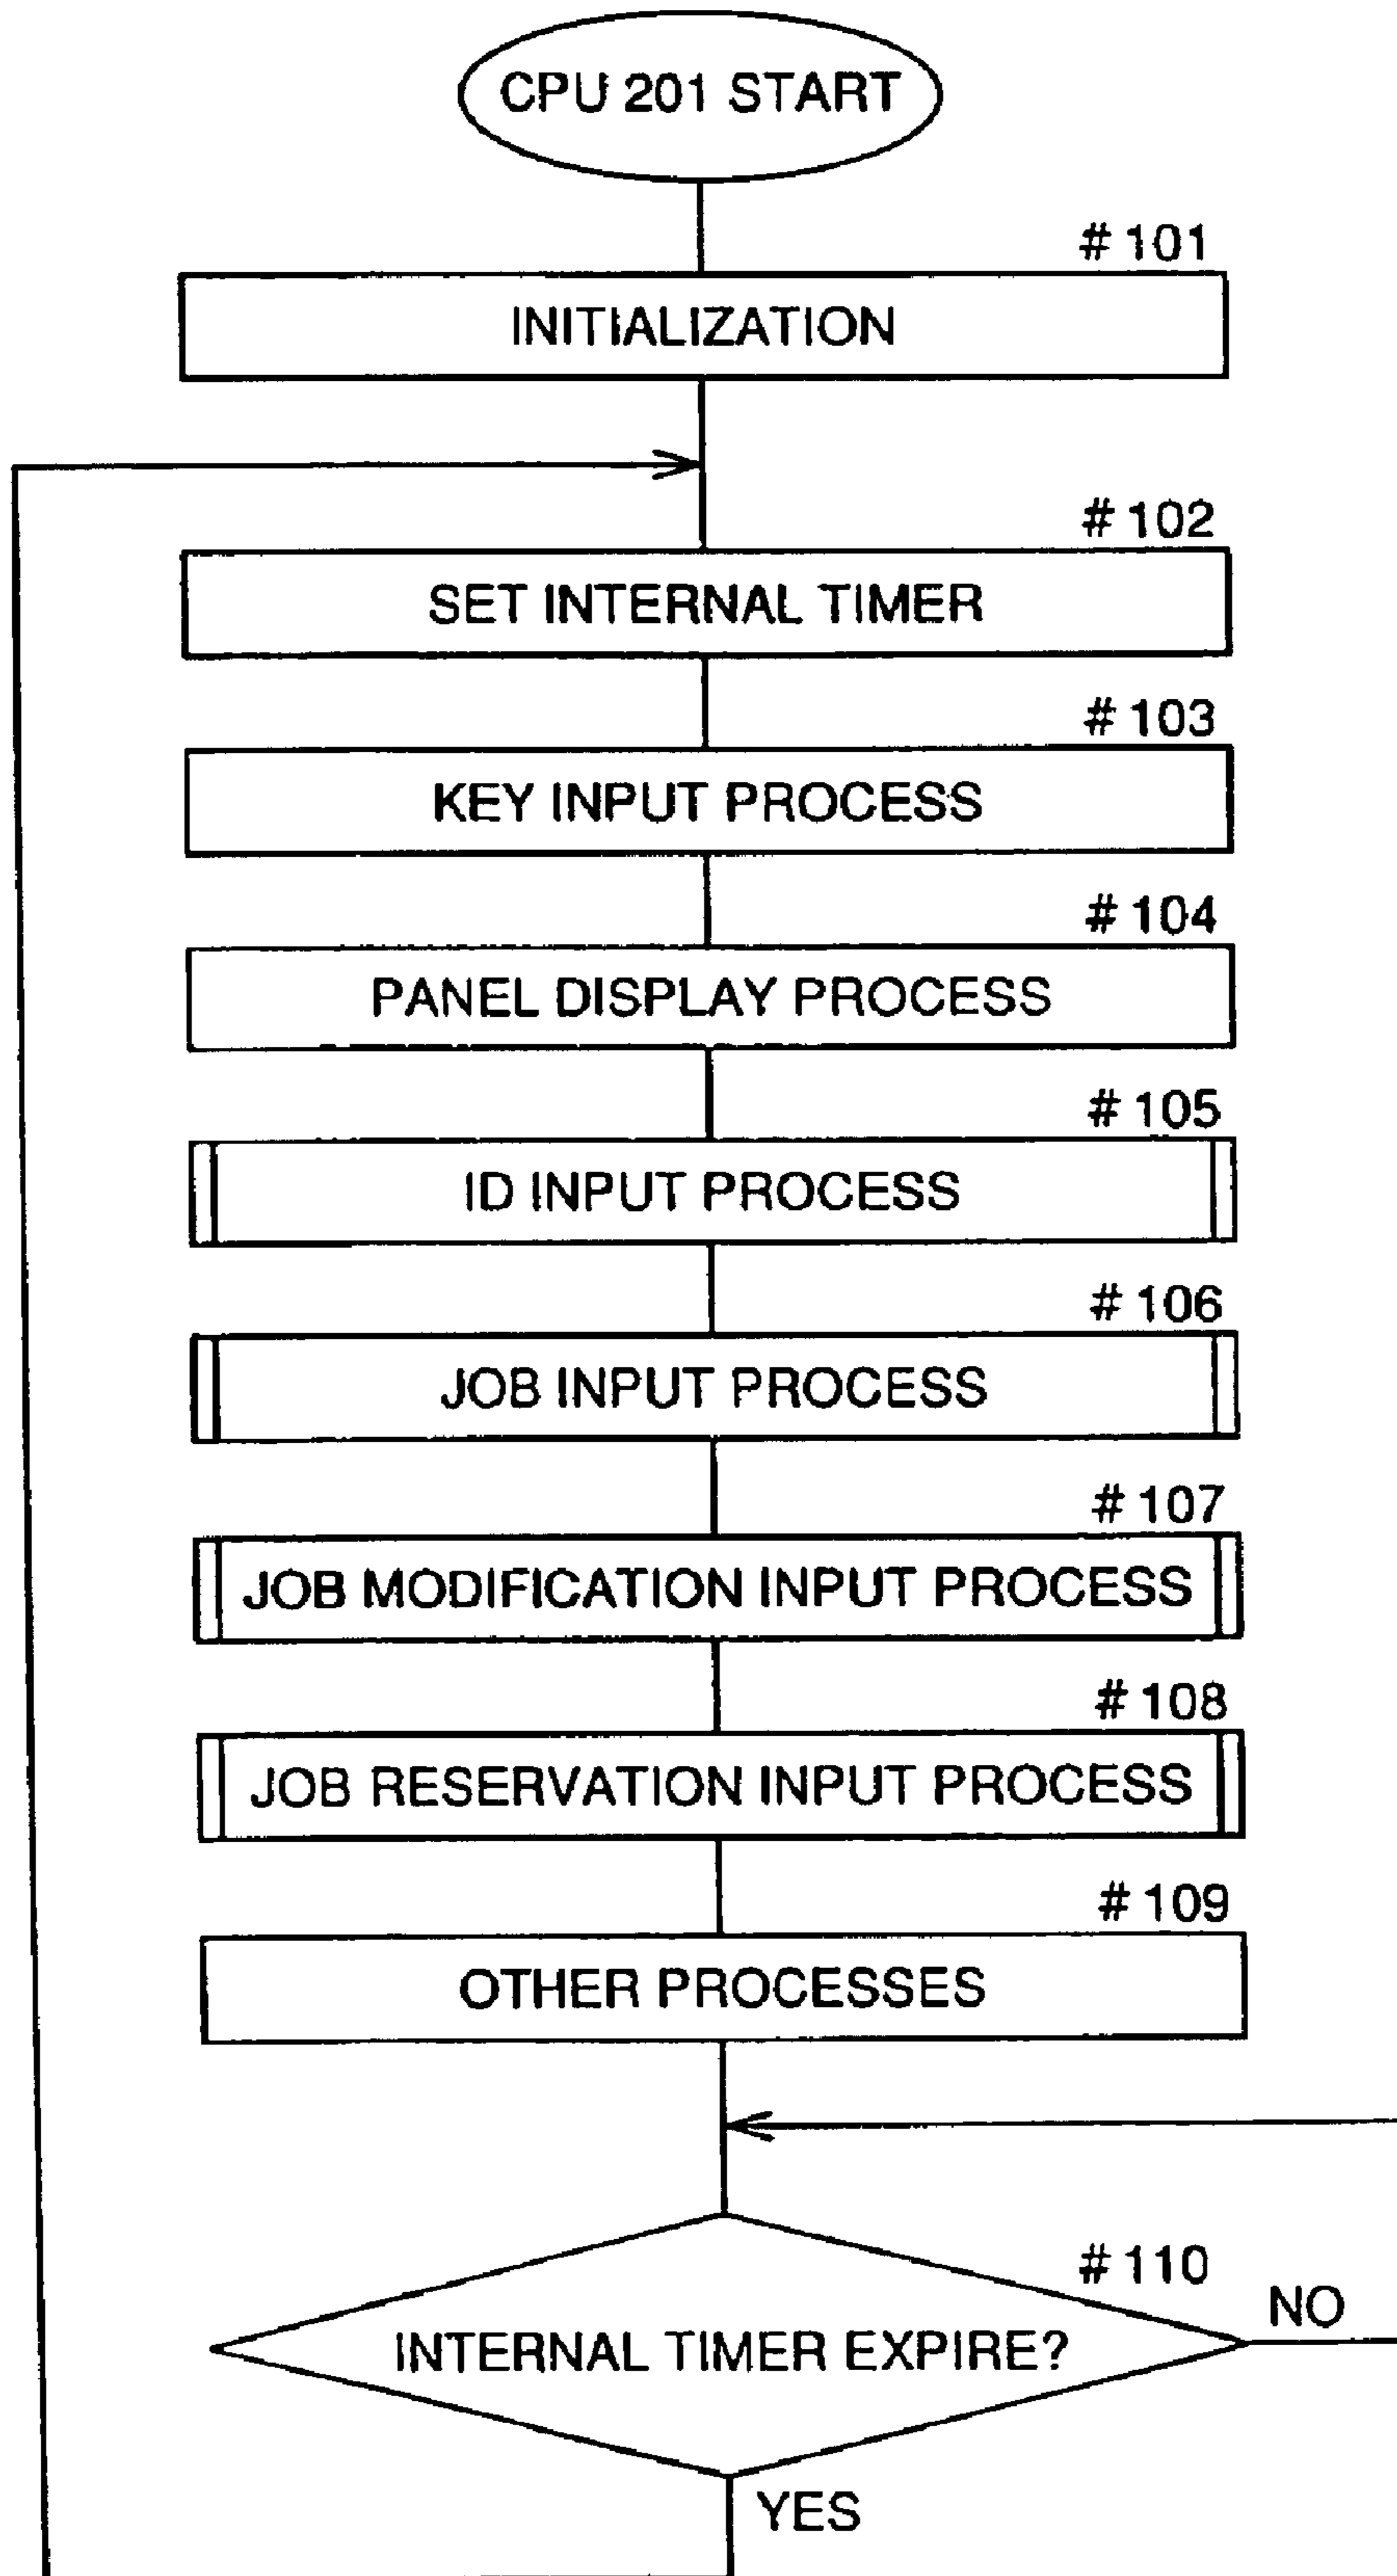 CPU 201 START
# 101
INITIALIZATION
# 102
SET INTERNAL TIMER
# 103
KEY INPUT PROCESS
# 104
PANEL DISPLAY PROCESS
# 105
ID INPUT PROCESS
# 106
JOB INPUT PROCESS
# 107
JOB MODIFICATION INPUT PROCESS
# 108
JOB RESERVATION INPUT PROCESS
# 109
OTHER PROCESSES
# 110
NO
INTERNAL TIMER EXPIRE?
YES